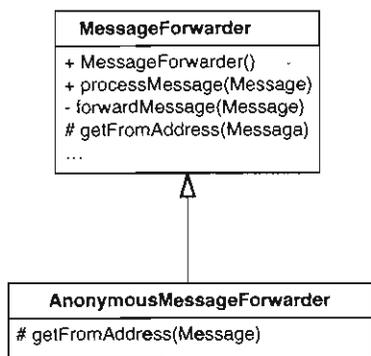 MessageForwarder
+ MessageForwarder()
+ processMessage(Message)
- forwardMessage(Message)
# getFromAddress(Messaga)
...
AnonymousMessageForwarder
# getFromAddress(Message)